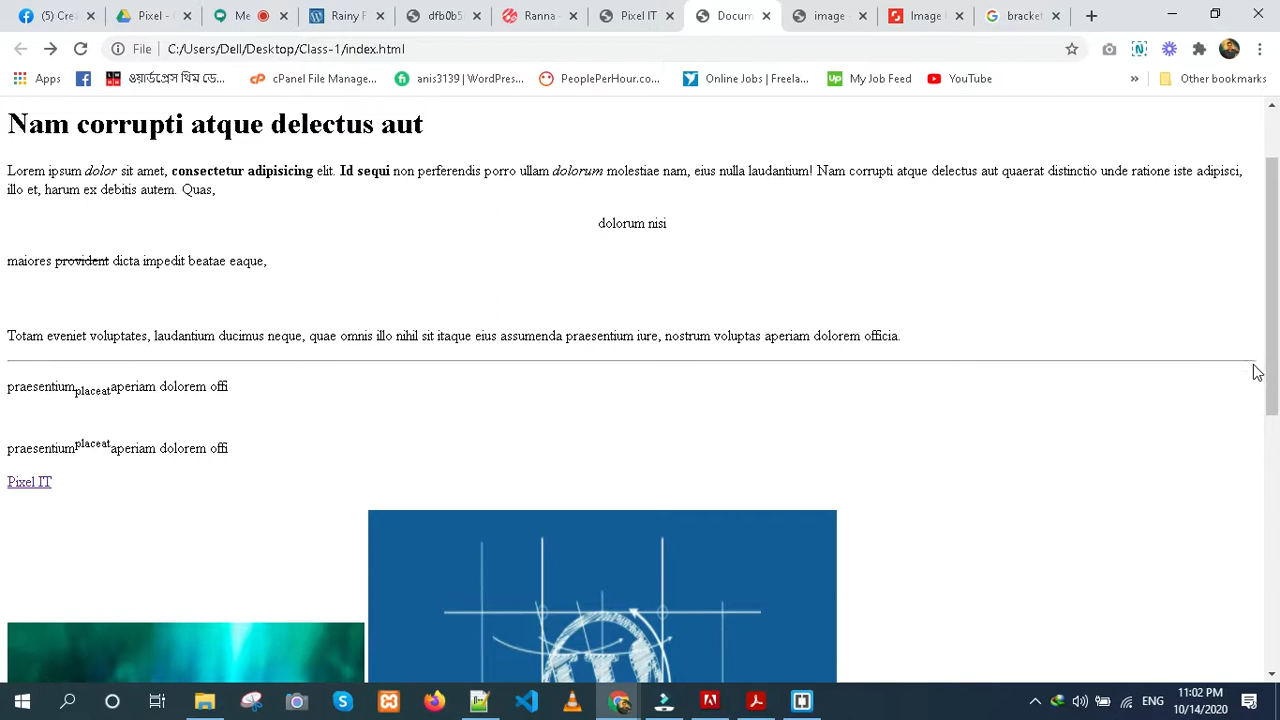 (5) Cre
Pixel -
Me
Rainy F
dfb0b5
Ranna
Pixel IT
Docum
Image
Image
bracket
File | C:/Users/Dell/Desktop/Class-1/index.html
Apps
ওয়ার্ডপ্রেস থিম ডে...
cPanel File Manage...
anis3139 | WordPres...
PeoplePerHour.co...
Online Jobs | Freela...
My Job Feed
YouTube
»
Other bookmarks
Nam corrupti atque delectus aut
Lorem ipsum dolor sit amet, consectetur adipisicing elit. Id sequi non perferendis porro ullam dolorum molestiae nam, eius nulla laudantium! Nam corrupti atque delectus aut quaerat distinctio unde ratione iste adipisci,
illo et, harum ex debitis autem. Quas,
dolorum nisi
maiores provident dicta impedit beatae eaque,
Totam eveniet voluptates, laudantium ducimus neque, quae omnis illo nihil sit itaque eius assumenda praesentium iure, nostrum voluptas aperiam dolorem officia.
praesentiumplaceataperiam dolorem offi
praesentiumplaceataperiam dolorem offi
Pixel IT
ENG
11:02 PM
10/14/2020